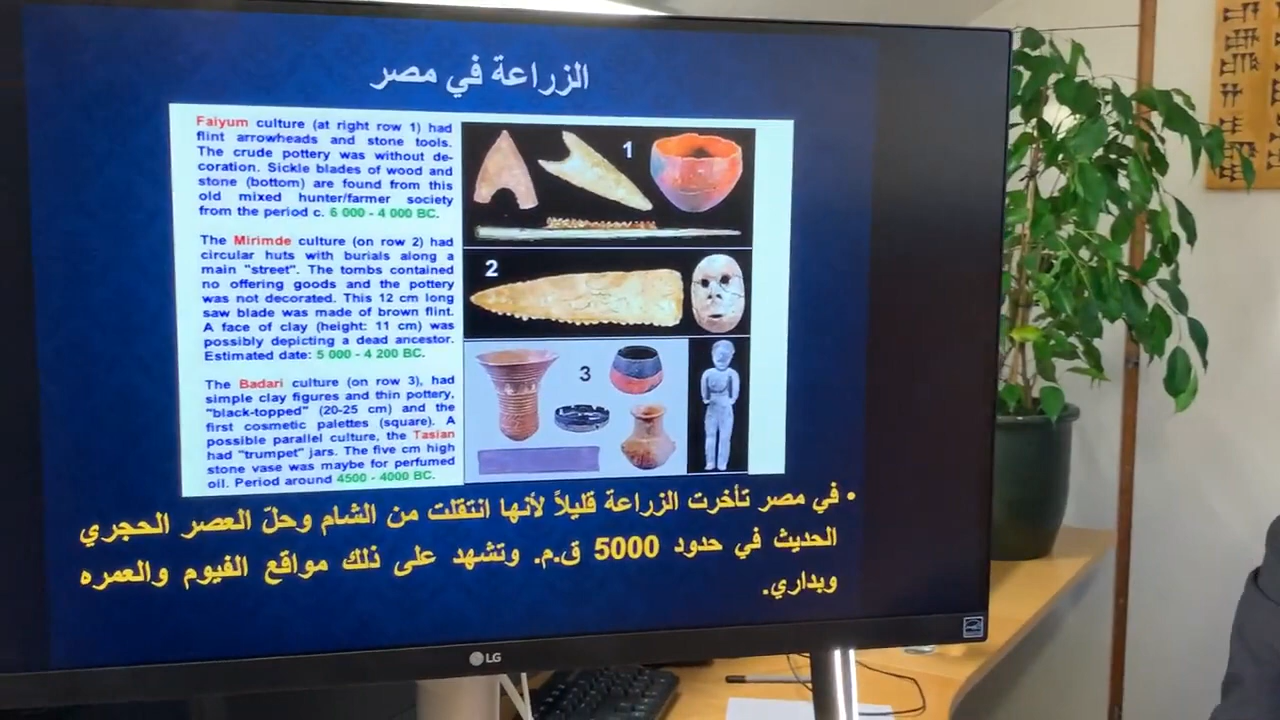 الزراعة في مصر
Faiyum culture (at right row 1) had
flint arrowheads and stone tools.
The crude pottery was without de-
coration. Sickle blades of wood and
stone (bottom) are found from this
old mixed hunter/farmer society
from the period c. 6 000 - 4 000 BC.
The Mirimde culture (on row 2) had
circular huts with burials along a
main "street". The tombs contained
no offering goods and the pottery
was not decorated. This 12 cm long
saw blade was made of brown flint.
A face of clay (height: 11 cm) was
possibly depicting a dead ancestor.
Estimated date: 5 000 - 4 200 BC.
The Badari culture (on row 3), had
simple clay figures and thin pottery,
"black-topped" (20-25 cm) and the
first cosmetic palettes (square). A
possible parallel culture, the Tasian
had "trumpet" jars. The five cm high
stone vase was maybe for perfumed
oil. Period around 4500 - 4000 BC.
1
2
3
• في مصر تأخرت الزراعة قليلاً لأنها انتقلت من الشام وحلّ العصر الحجري
الحديث في حدود 5000 ق.م. وتشهد على ذلك مواقع الفيوم والعمره
وبداري.
LG